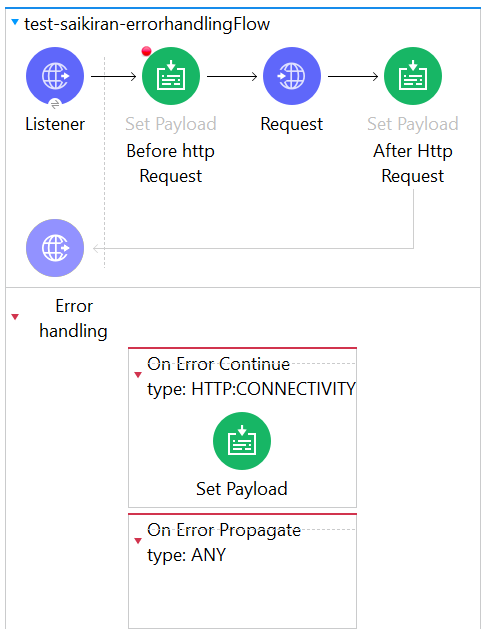 test-saikiran-errorhandlingFlow
Listener
Set Payload
Before http
Request
Request
Set Payload
After Http
Request
Error
handling
On Error Continue
type: HTTP:CONNECTIVITY
Set Payload
On Error Propagate
type: ANY